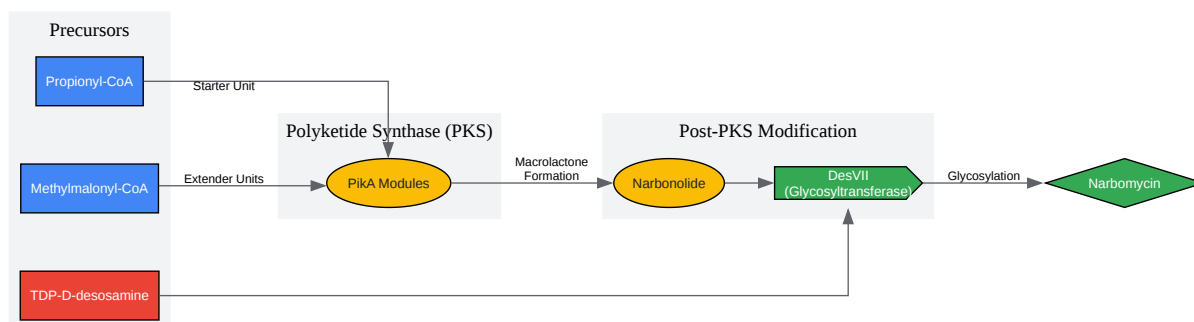 Precursors
Propionyl-CoA
Starter Unit
Polyketide Synthase (PKS)
Post-PKS Modification
Methylmalonyl-CoA
Extender Units
PikA Modules
Macrolactone
Formation
Narbonolide
DesVII
(Glycosyltransferase)
Glycosylation
Narbomycin
TDP-D-desosamine